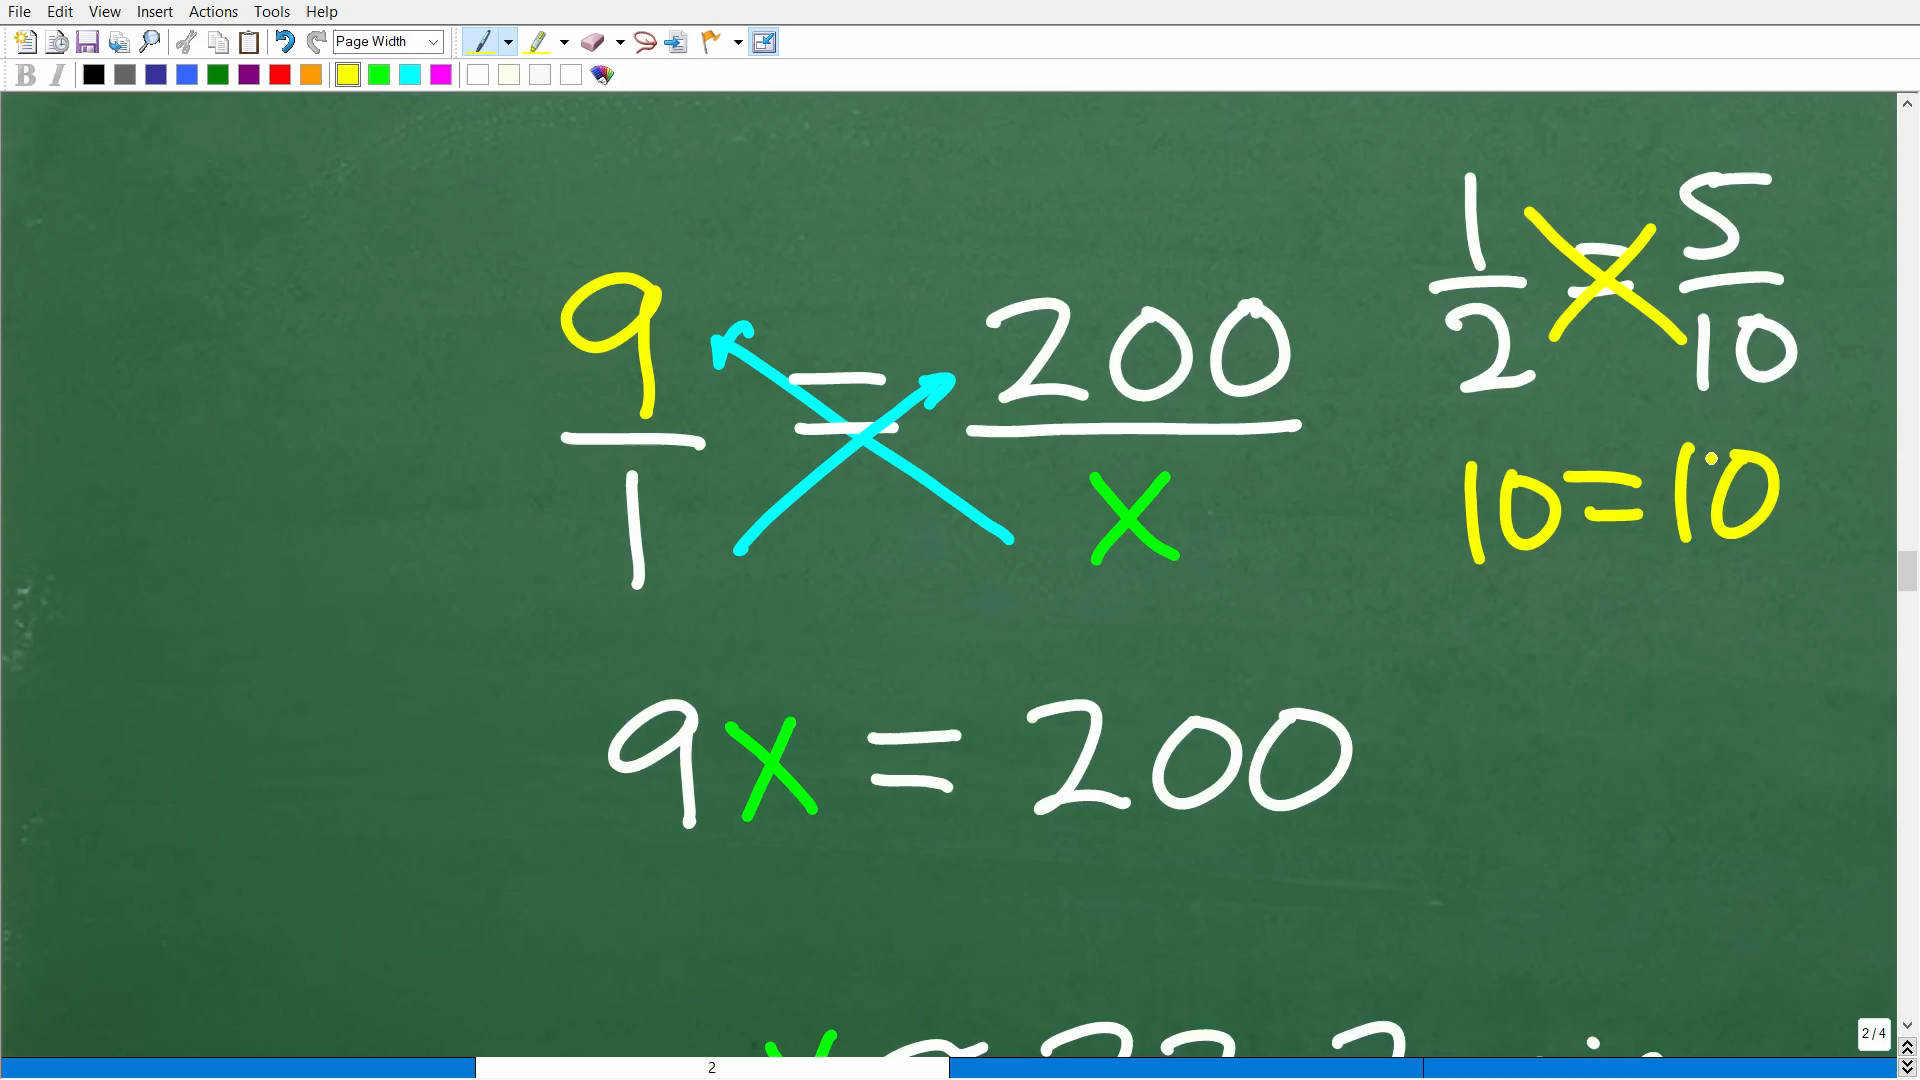 File Edit View Insert Actions Tools Help
Page Width
B I
9/1 = 200/x
1/2 = 5/10
10=10
9x = 200
2/4
2